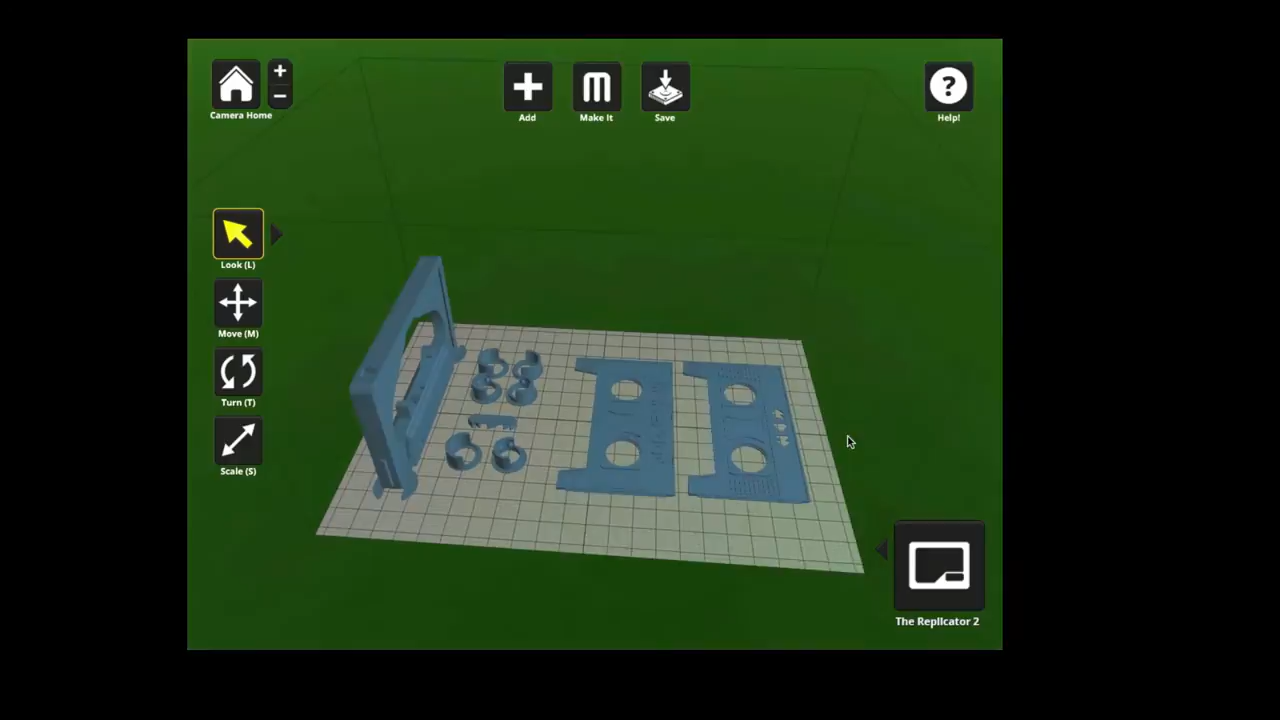 Camera Home
Add
Make It
Save
Help!
Look (L)
Move (M)
Turn (T)
Scale (S)
The Replicator 2